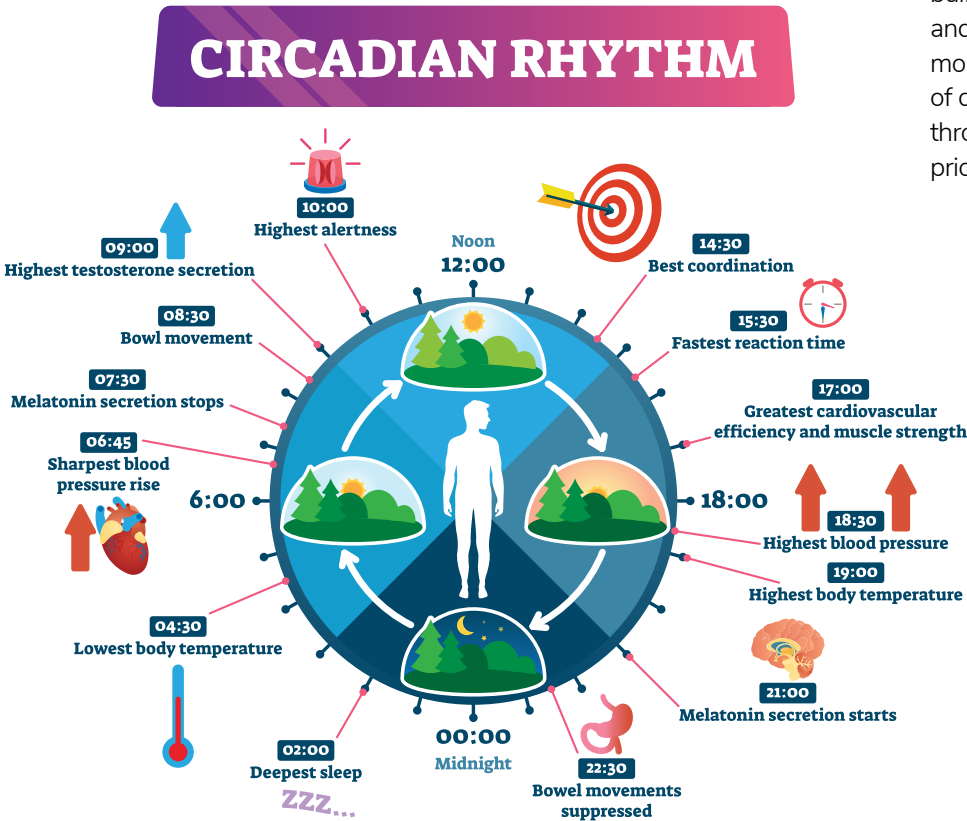 CIRCADIAN RHYTHM
and
of
10:00
Highest alertness
Noon
12:00
14:30
Best coordination
09:00
Highest testosterone secretion
15:30
Fastest reaction time
08:30
Bowl movement
17:00
Greatest cardiovascular
efficiency and muscle strength
07:30
Melatonin secretion stops
06:45
Sharpest blood
pressure rise
6:00
18:00
18:30
Highest blood pressure
19:00
Highest body temperature
04:30
Lowest body temperature
21:00
Melatonin secretion starts
00:00
Midnight
02:00
Deepest sleep
ZZZ...
22:30
Bowel movements
suppressed